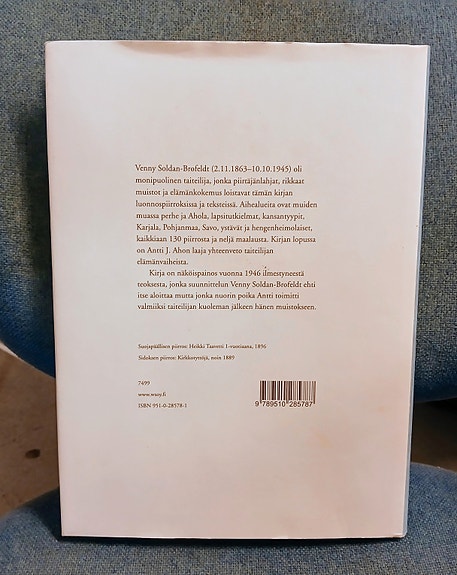 Venny Soldan-Brofeldt (2.11.1863–10.10.1945) oli
monipuolinen taiteilija, jonka piirtäjänlahjat, rikkaat
muistot ja elämänkokemus loistavat tämän kirjan
luonnospiirroksissa ja teksteissä. Aihealueita ovat muiden
muassa perhe ja Ahola, lapsitutkielmat, kansantyypit,
Karjala, Pohjanmaa, Savo, ystävät ja hengenheimolaiset,
kaikkiaan 130 piirrosta ja neljä maalausta. Kirjan lopussa
on Antti J. Ahon laaja yhteenveto taiteilijan
elämänvaiheista.
Kirja on näköispainos vuonna 1946 ilmestyneestä
teoksesta, jonka suunnittelun Venny Soldan-Brofeldt ehti
itse aloittaa mutta jonka nuorin poika Antti toimitti
valmiiksi taiteilijan kuoleman jälkeen hänen muistokseen.
Suojapäällisen piirros: Heikki Taavetti 1-vuotiaana, 1896
Sidoksen piirros: Kirkkosyttöjä, noin 1889
7499
www.wsoy.fi
ISBN 951-0-28578-1
9 789510 285787